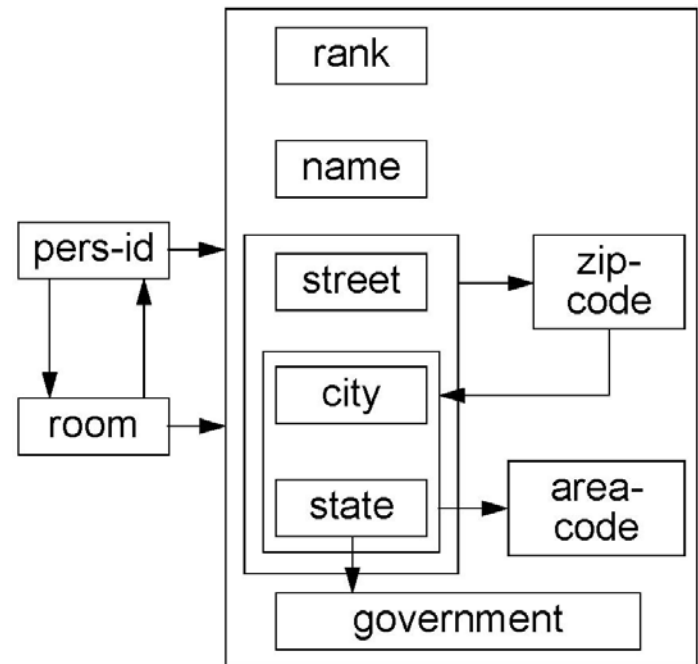 rank
name
pers-id
street
zip-
code
city
room
state
area-
code
government